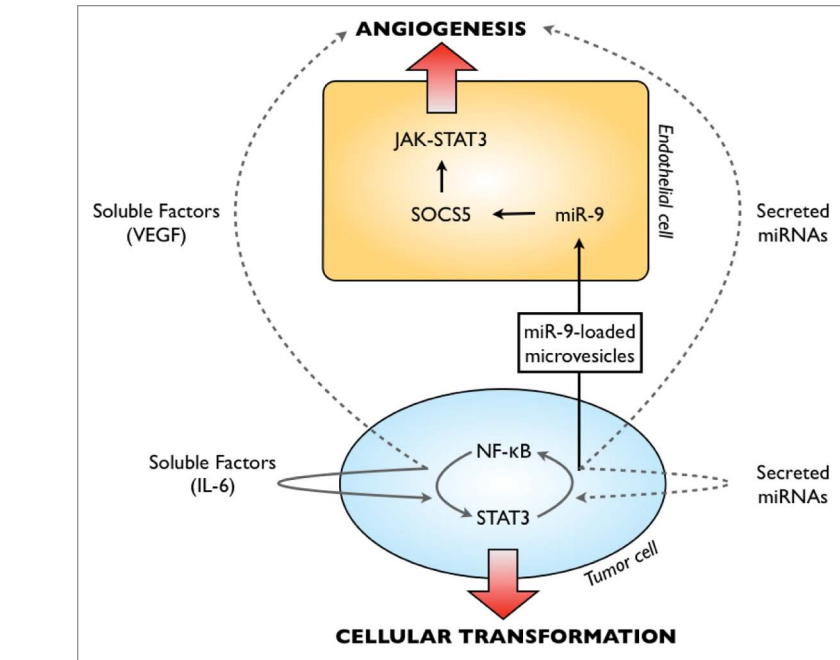 ANGIOGENESIS
JAK-STAT3
SOCS5
miR-9
Endothelial cell
Soluble Factors
(VEGF)
Secreted
miRNAs
miR-9-loaded
microvesicles
NF-κB
STAT3
Soluble Factors
(IL-6)
Secreted
miRNAs
Tumor cell
CELLULAR TRANSFORMATION